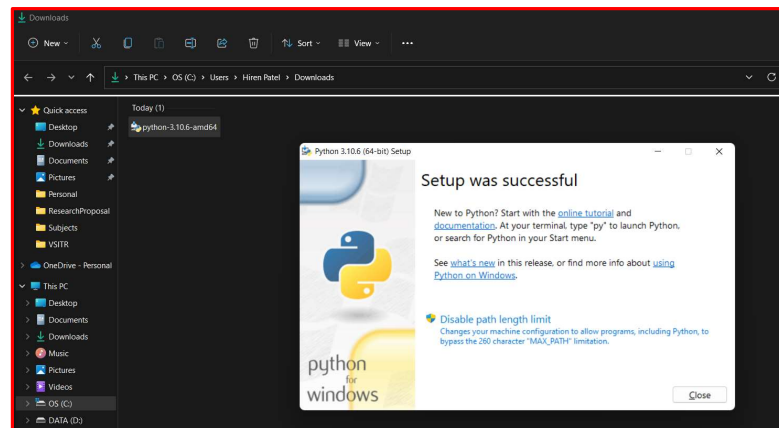 Downloads
New
Sort
View
This PC > OS (C:) > Users > Hiren Patel > Downloads
Quick access
Desktop
Downloads
Documents
Pictures
Personal
ResearchProposal
Subjects
VSITR
OneDrive - Personal
This PC
Desktop
Documents
Downloads
Music
Pictures
Videos
OS (C:)
DATA (D:)
Today (1)
python-3.10.6-amd64
Python 3.10.6 (64-bit) Setup
Setup was successful
New to Python? Start with the online tutorial and
documentation. At your terminal, type "py" to launch Python,
or search for Python in your Start menu.
See what's new in this release, or find more info about using
Python on Windows.
Disable path length limit
Changes your machine configuration to allow programs, including Python, to
bypass the 260 character "MAX_PATH" limitation.
python
for
windows
Close